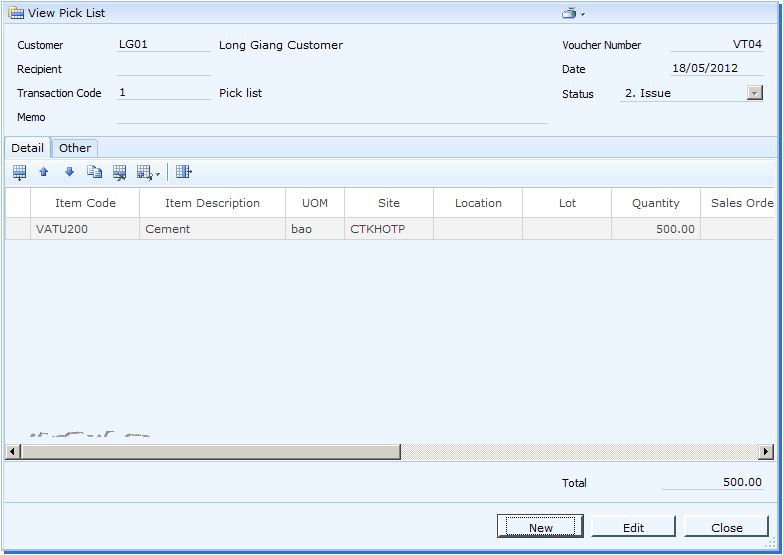 View Pick List
Customer LG01 Long Giang Customer Voucher Number VT04
Recipient Date 18/05/2012
Transaction Code 1 Pick list Status 2. Issue
Memo
Detail Other
Item Code Item Description UOM Site Location Lot Quantity Sales Orde
VATU200 Cement bao CTKHOTP 500.00
Total 500.00
New Edit Close